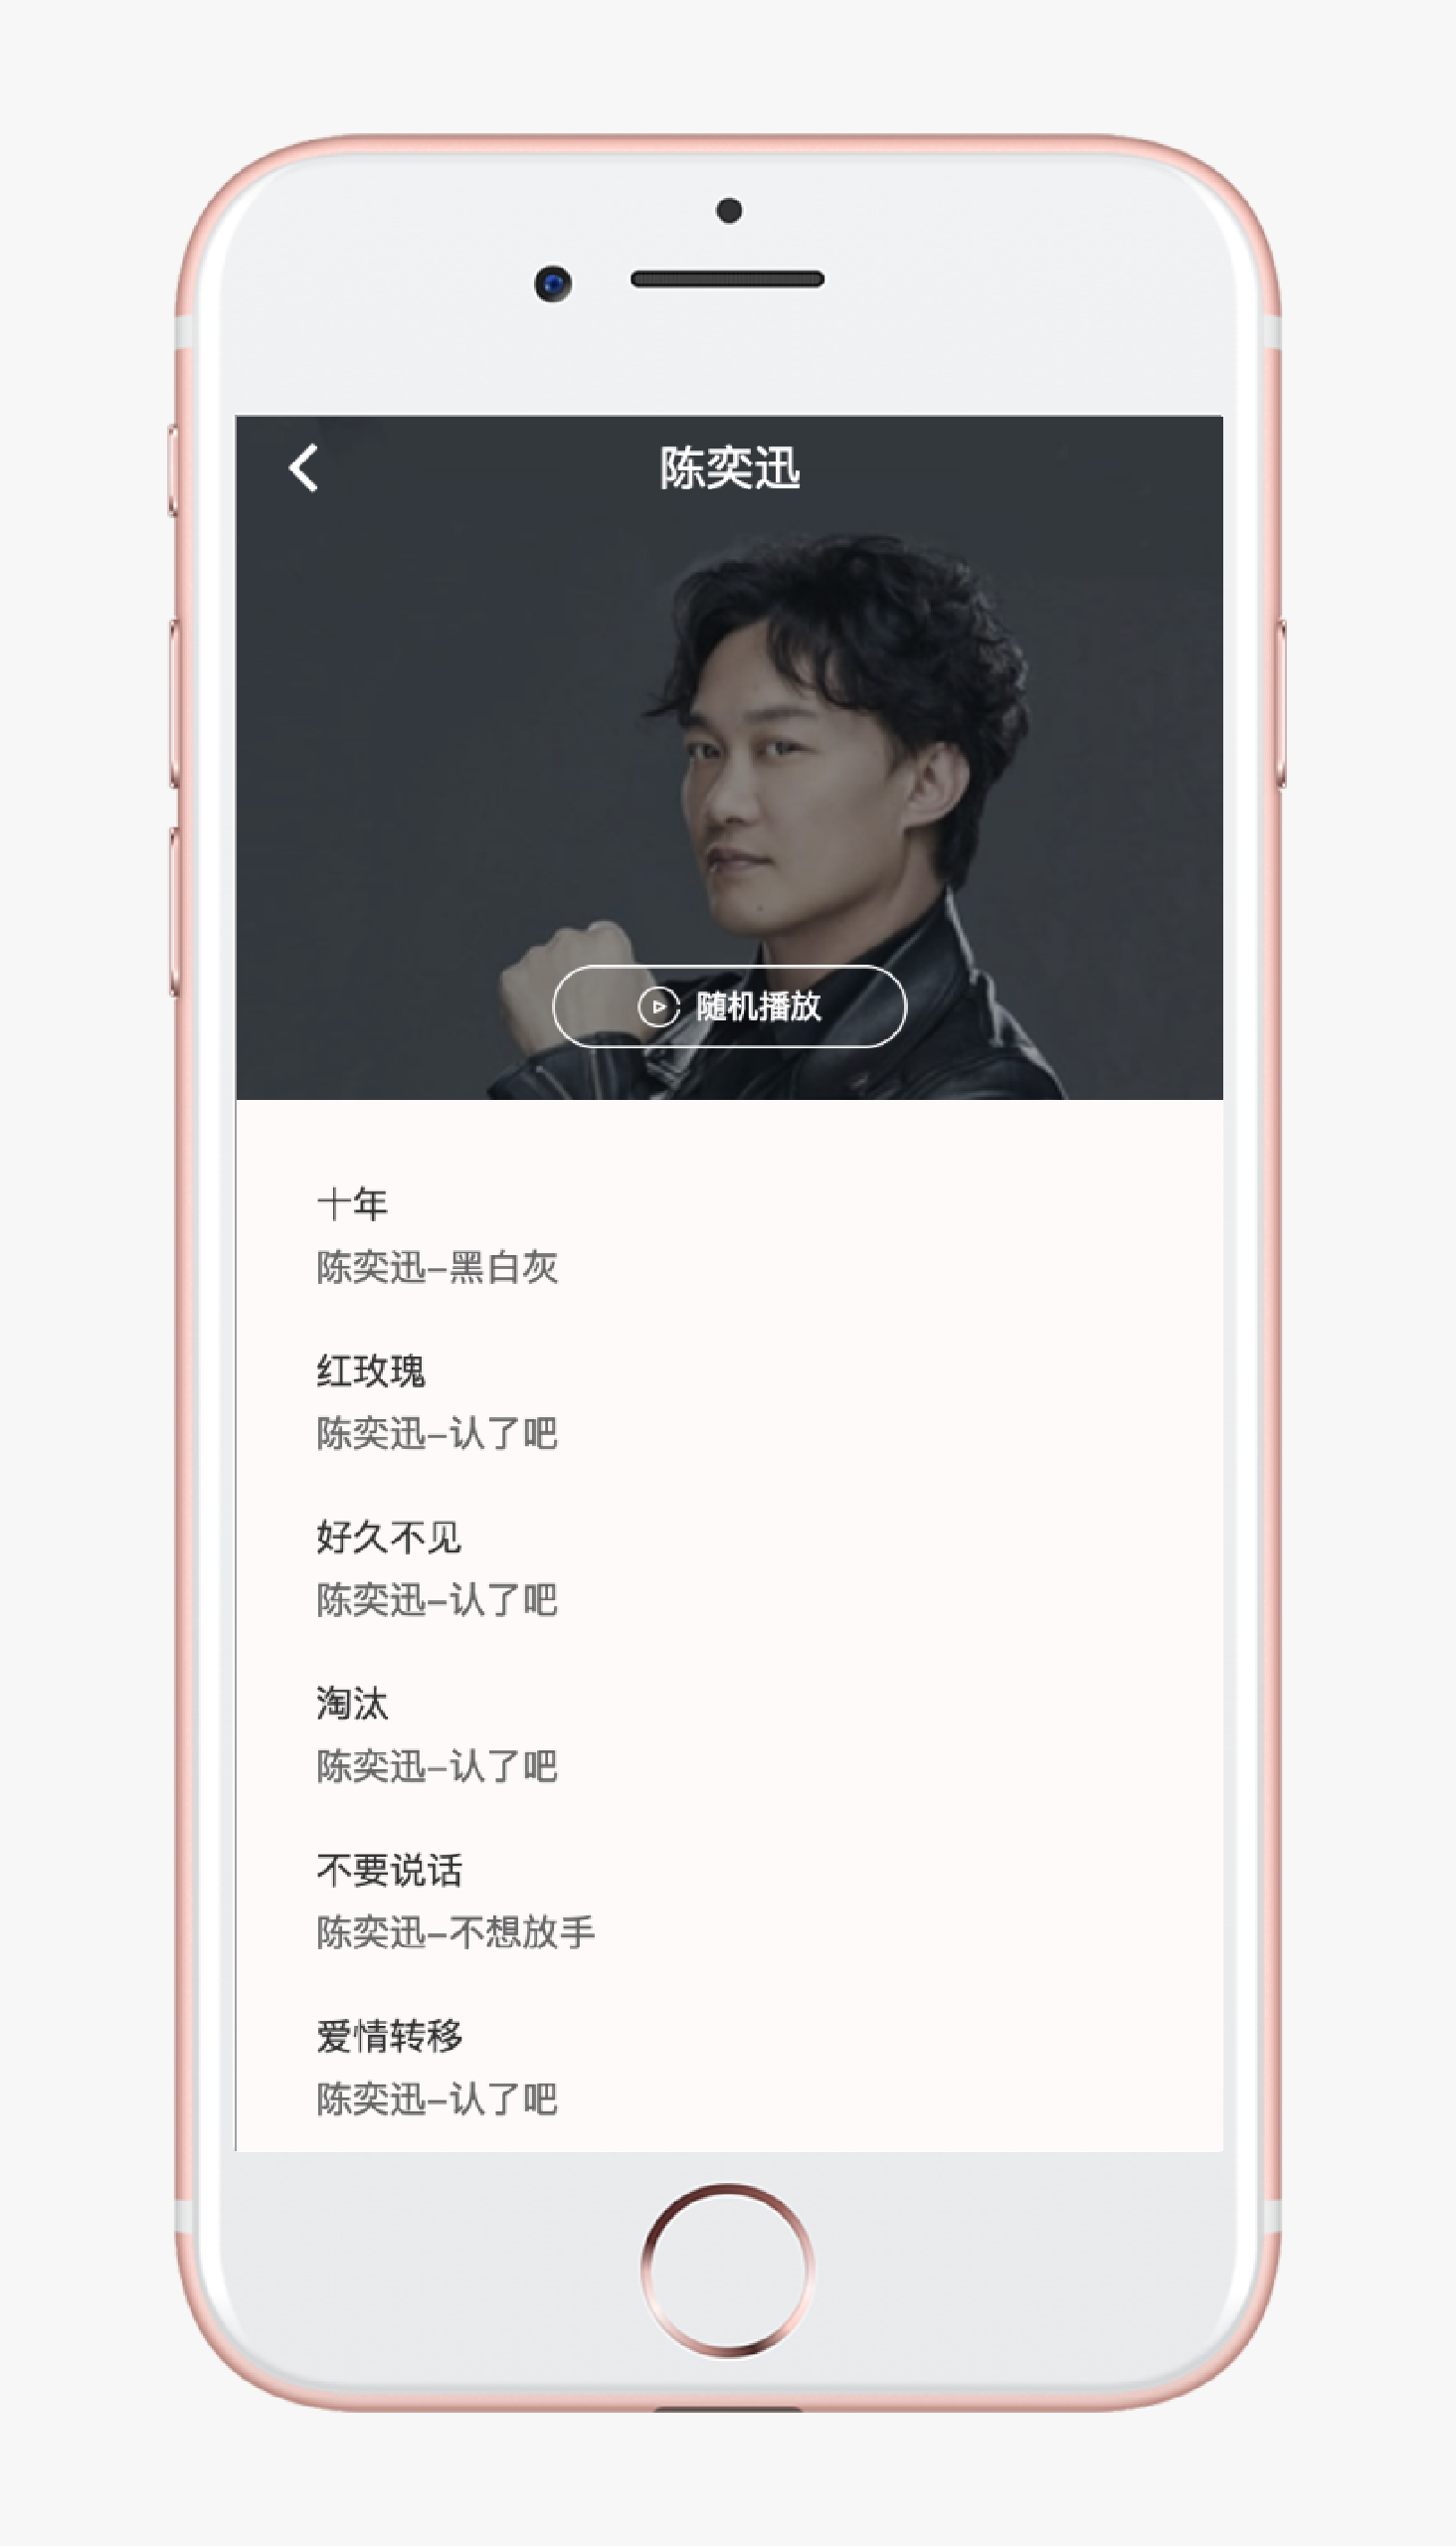 陈奕迅
随机播放
十年
陈奕迅-黑白灰
红玫瑰
陈奕迅-认了吧
好久不见
陈奕迅-认了吧
淘汰
陈奕迅-认了吧
不要说话
陈奕迅-不想放手
爱情转移
陈奕迅-认了吧